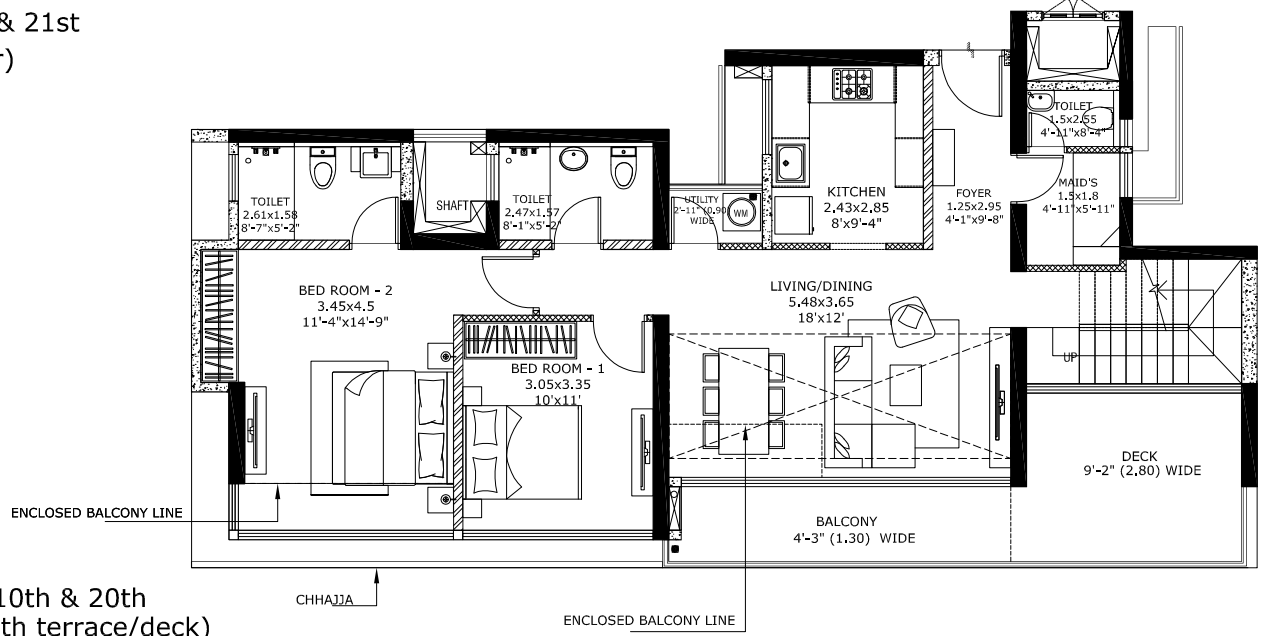 & 21st
r)
TOILET
1.5x2.55
4'-11"x8'-4"
TOILET
2.61x1.58
8'-7"x5'-2"
SHAFT
TOILET
2.47x1.57
8'-1"x5'-2"
UTILITY
2'-11" (0.90)
WIDE
WM
KITCHEN
2.43x2.85
8'x9'-4"
FOYER
1.25x2.95
4'-1"x9'-8"
MAID'S
1.5x1.8
4'-11"x5'-11"
BED ROOM - 2
3.45x4.5
11'-4"x14'-9"
LIVING/DINING
5.48x3.65
18'x12'
UP
BED ROOM - 1
3.05x3.35
10'x11'
DECK
9'-2" (2.80) WIDE
ENCLOSED BALCONY LINE
BALCONY
4'-3" (1.30) WIDE
CHHAJJA
ENCLOSED BALCONY LINE
10th & 20th
th terrace/deck)